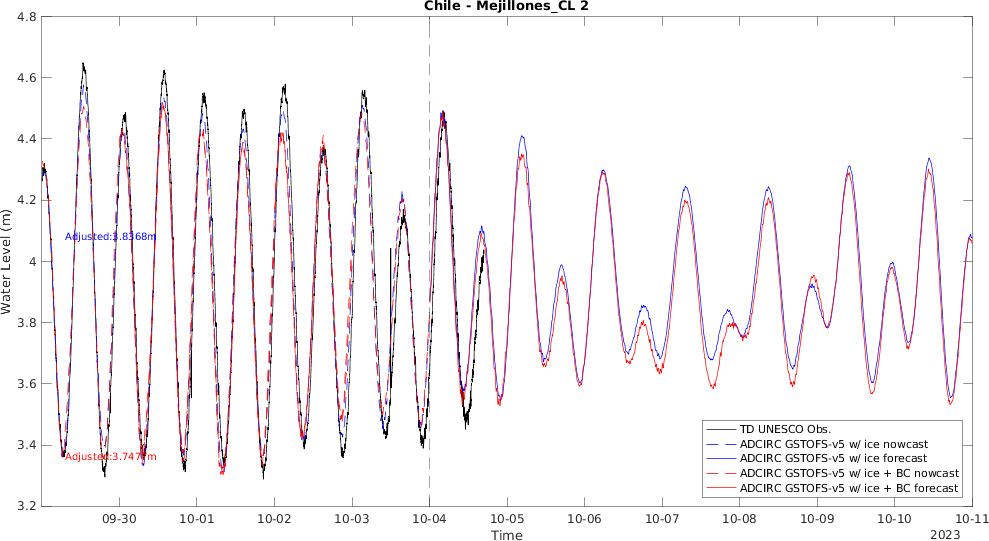 Chile - Mejillones_CL 2
Water Level (m)
4.8
4.6
4.4
4.2
4
3.8
3.6
3.4
3.2
Adjusted:3.8368m
TD UNESCO Obs.
ADCIRC GSTOFS-v5 w/ ice nowcast
ADCIRC GSTOFS-v5 w/ ice forecast
ADCIRC GSTOFS-v5 w/ ice + BC nowcast
ADCIRC GSTOFS-v5 w/ ice + BC forecast
09-30 10-01 10-02 10-03 10-04 10-05 10-06 10-07 10-08 10-09 10-10 10-11
Time
2023